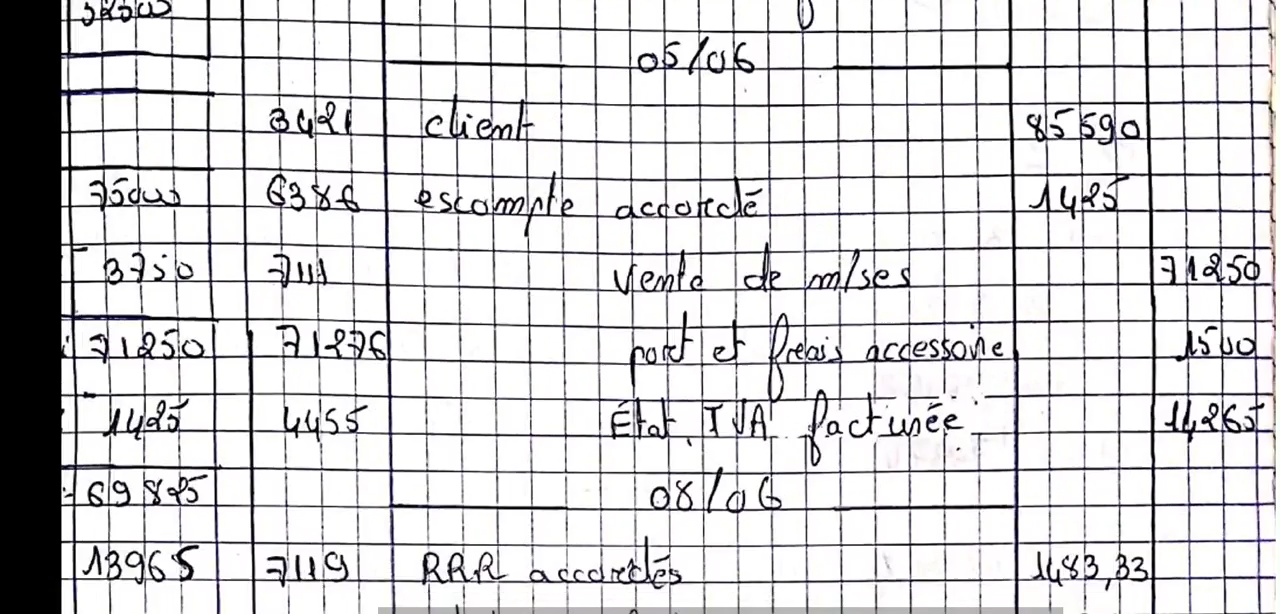 05/06
3421 client 85590
75000 6386 escompte accordé 1425
3750 7111 Vente de m/ses 71250
71250 71276 port et freais accessoire 1500
1425 4455 État, TVA facturée 14265
69825 08/06
13965 7119 RRR accordés 1483,33